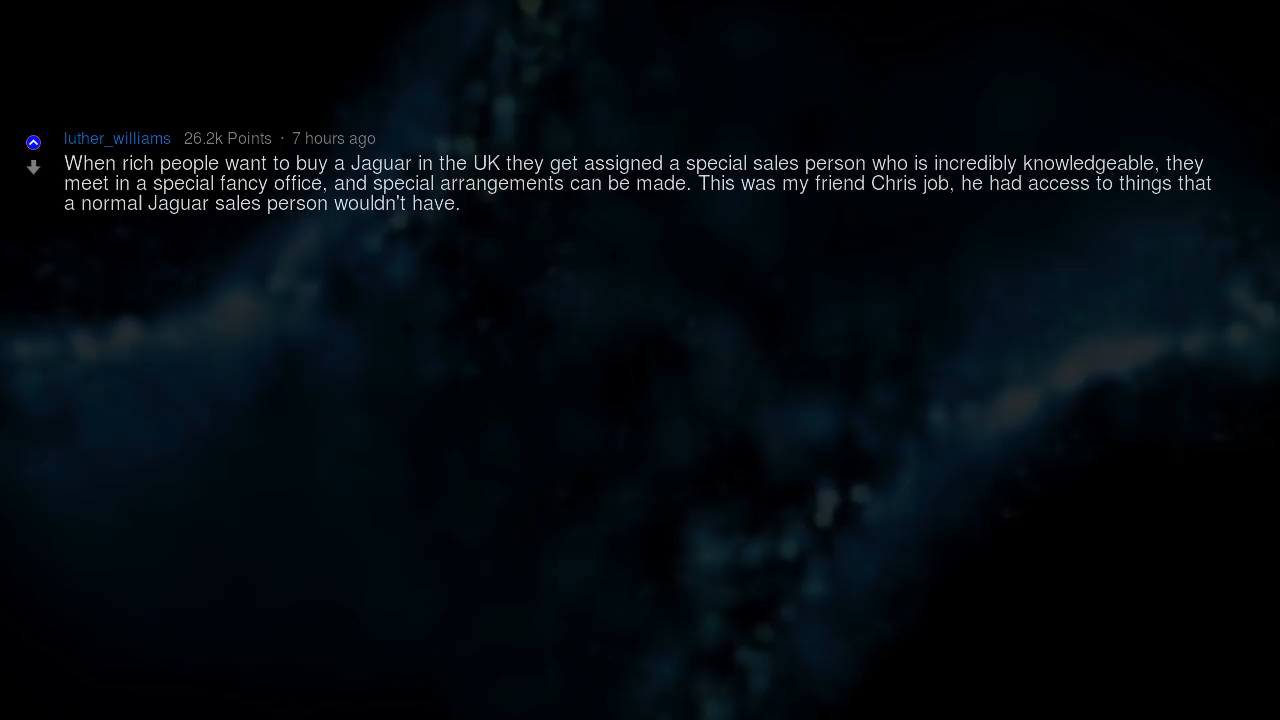 luther_williams 26.2k Points · 7 hours ago
When rich people want to buy a Jaguar in the UK they get assigned a special sales person who is incredibly knowledgeable, they
meet in a special fancy office, and special arrangements can be made. This was my friend Chris job, he had access to things that
a normal Jaguar sales person wouldn't have.